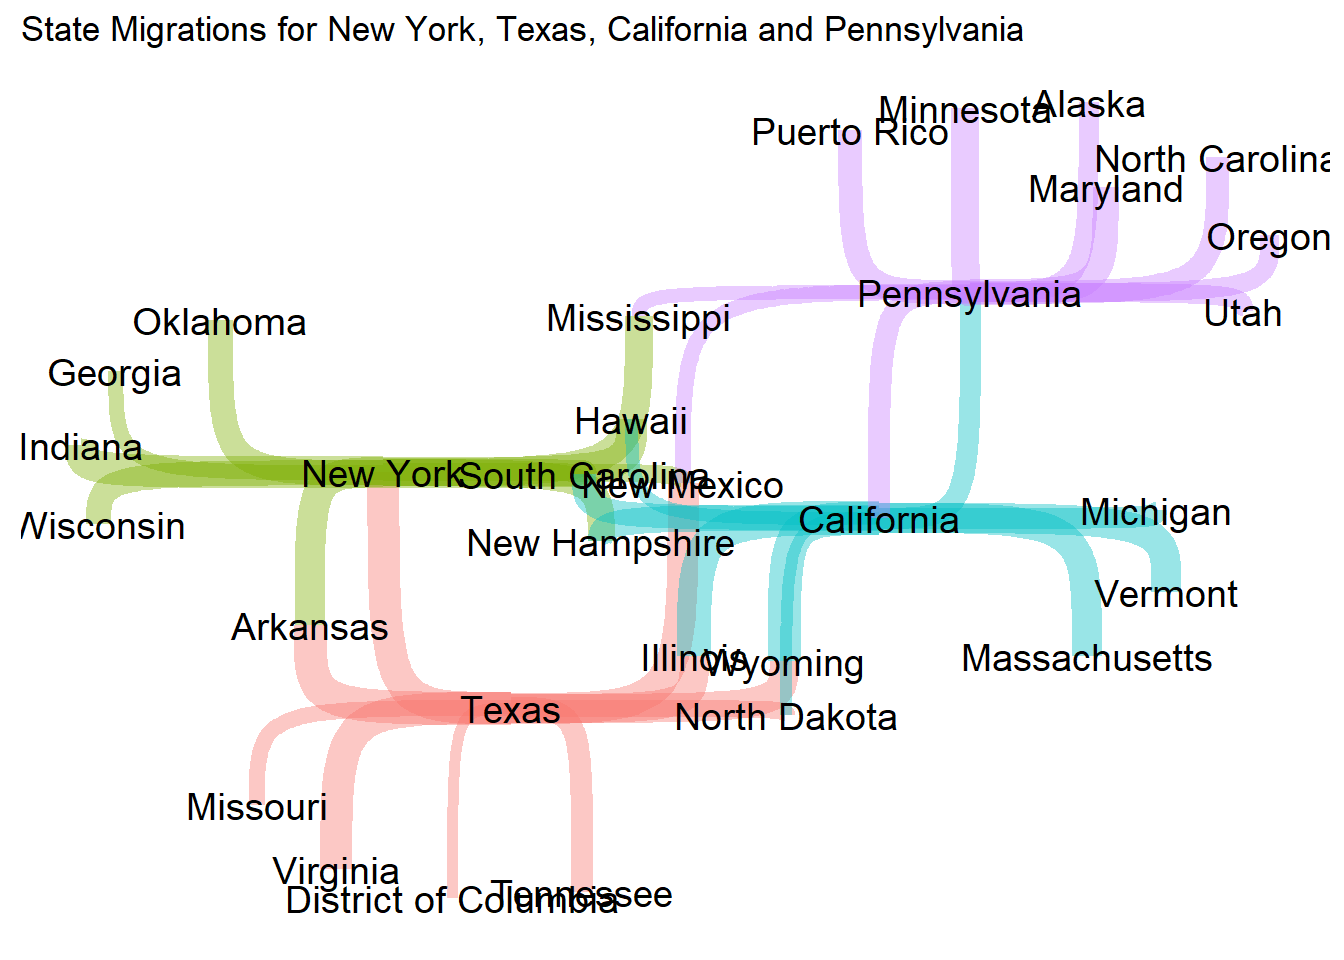 State Migrations for New York, Texas, California and Pennsylvania
Alaska
Minnesota
Puerto Rico
North Carolina
Maryland
Oregon
Pennsylvania
Utah
Mississippi
Oklahoma
Georgia
Hawaii
Indiana
New York
South Carolina
New Mexico
Michigan
California
Wisconsin
New Hampshire
Vermont
Arkansas
Illinois
Wyoming
Massachusetts
Texas
North Dakota
Missouri
Virginia
Tennessee
District of Columbia